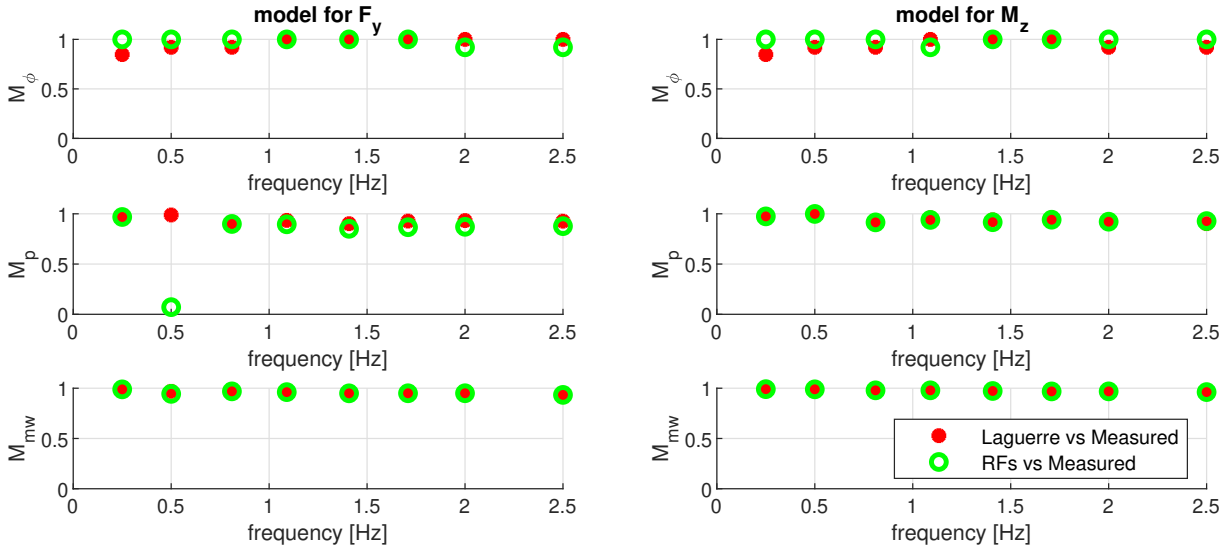 model for F_y
M_ϕ
1
0.5
0
0 0.5 1 1.5 2 2.5
frequency [Hz]
M_p
1
0.5
0
0 0.5 1 1.5 2 2.5
frequency [Hz]
M_mw
1
0.5
0
0 0.5 1 1.5 2 2.5
frequency [Hz]
model for M_z
M_ϕ
1
0.5
0
0 0.5 1 1.5 2 2.5
frequency [Hz]
M_p
1
0.5
0
0 0.5 1 1.5 2 2.5
frequency [Hz]
M_mw
1
0.5
0
Laguerre vs Measured
RFs vs Measured
0 0.5 1 1.5 2 2.5
frequency [Hz]